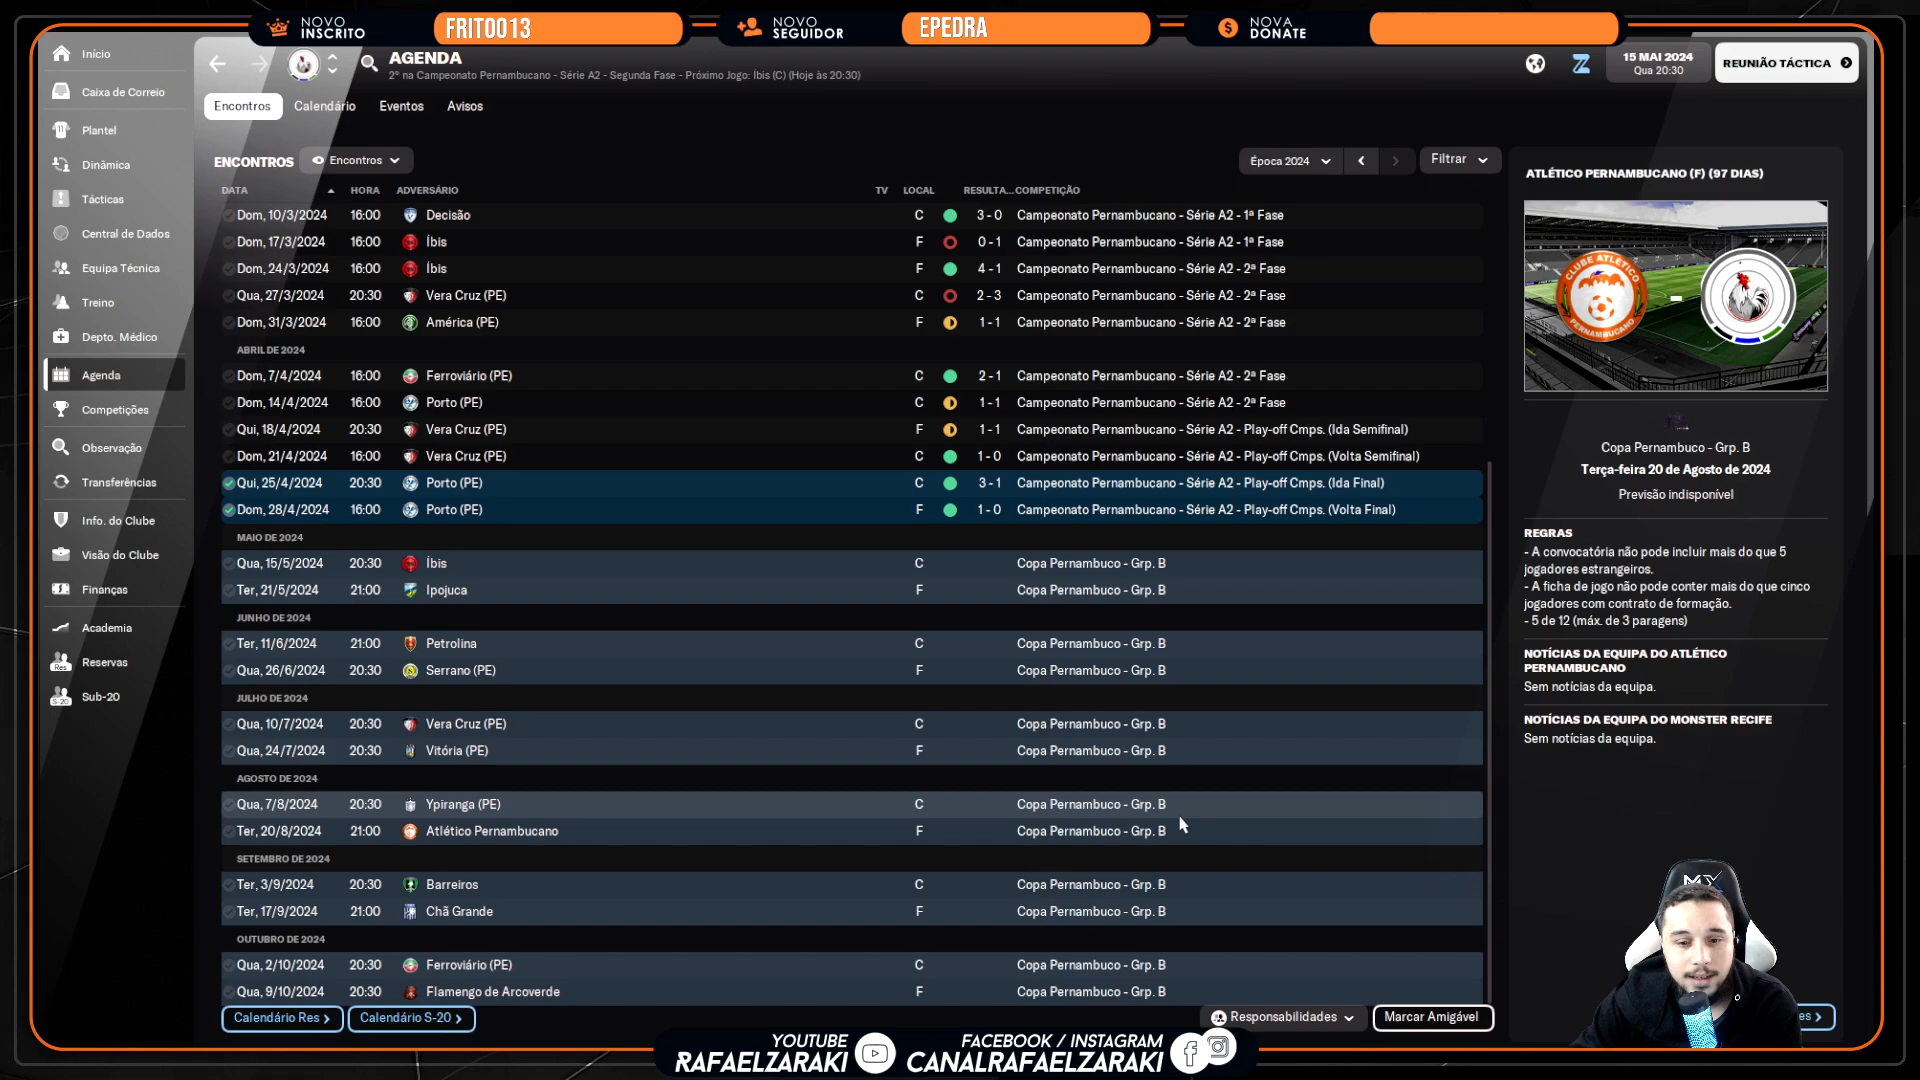 NOVO
INSCRITO
FRITO013
NOVO
SEGUIDOR
EPEDRA
NOVA
DONATE
Início
Caixa de Correio
Plantel
Dinâmica
Tácticas
Central de Dados
Equipa Técnica
Treino
Depto. Médico
Agenda
Competições
Observação
Transferências
Info. do Clube
Visão do Clube
Finanças
Academia
Reservas
Sub-20
AGENDA
2º na Campeonato Pernambucano - Série A2 - Segunda Fase - Próximo Jogo: Íbis (C) (Hoje às 20:30)
15 MAI 2024
Qua 20:30
REUNIÃO TÁCTICA
Encontros Calendário Eventos Avisos
ENCONTROS Encontros Época 2024 Filtrar
DATA HORA ADVERSÁRIO TV LOCAL RESULTA... COMPETIÇÃO
Dom, 10/3/2024 16:00 Decisão C 3 - 0 Campeonato Pernambucano - Série A2 - 1ª Fase
Dom, 17/3/2024 16:00 Íbis F 0 - 1 Campeonato Pernambucano - Série A2 - 1ª Fase
Dom, 24/3/2024 16:00 Íbis F 4 - 1 Campeonato Pernambucano - Série A2 - 2ª Fase
Qua, 27/3/2024 20:30 Vera Cruz (PE) C 2 - 3 Campeonato Pernambucano - Série A2 - 2ª Fase
Dom, 31/3/2024 16:00 América (PE) F 1 - 1 Campeonato Pernambucano - Série A2 - 2ª Fase
ABRIL DE 2024
Dom, 7/4/2024 16:00 Ferroviário (PE) C 2 - 1 Campeonato Pernambucano - Série A2 - 2ª Fase
Dom, 14/4/2024 16:00 Porto (PE) C 1 - 1 Campeonato Pernambucano - Série A2 - 2ª Fase
Qui, 18/4/2024 20:30 Vera Cruz (PE) F 1 - 1 Campeonato Pernambucano - Série A2 - Play-off Cmps. (Ida Semifinal)
Dom, 21/4/2024 16:00 Vera Cruz (PE) C 1 - 0 Campeonato Pernambucano - Série A2 - Play-off Cmps. (Volta Semifinal)
Qui, 25/4/2024 20:30 Porto (PE) C 3 - 1 Campeonato Pernambucano - Série A2 - Play-off Cmps. (Ida Final)
Dom, 28/4/2024 16:00 Porto (PE) F 1 - 0 Campeonato Pernambucano - Série A2 - Play-off Cmps. (Volta Final)
MAIO DE 2024
Qua, 15/5/2024 20:30 Íbis C Copa Pernambuco - Grp. B
Ter, 21/5/2024 21:00 Ipojuca F Copa Pernambuco - Grp. B
JUNHO DE 2024
Ter, 11/6/2024 21:00 Petrolina C Copa Pernambuco - Grp. B
Qua, 26/6/2024 20:30 Serrano (PE) F Copa Pernambuco - Grp. B
JULHO DE 2024
Qua, 10/7/2024 20:30 Vera Cruz (PE) C Copa Pernambuco - Grp. B
Qua, 24/7/2024 20:30 Vitória (PE) F Copa Pernambuco - Grp. B
AGOSTO DE 2024
Qua, 7/8/2024 20:30 Ypiranga (PE) C Copa Pernambuco - Grp. B
Ter, 20/8/2024 21:00 Atlético Pernambucano F Copa Pernambuco - Grp. B
SETEMBRO DE 2024
Ter, 3/9/2024 20:30 Barreiros C Copa Pernambuco - Grp. B
Ter, 17/9/2024 21:00 Chã Grande F Copa Pernambuco - Grp. B
OUTUBRO DE 2024
Qua, 2/10/2024 20:30 Ferroviário (PE) C Copa Pernambuco - Grp. B
Qua, 9/10/2024 20:30 Flamengo de Arcoverde F Copa Pernambuco - Grp. B
Calendário Res Calendário S-20 Responsabilidades Marcar Amigável
ATLÉTICO PERNAMBUCANO (F) (97 DIAS)
CLUBE ATLÉTICO
PERNAMBUCANO
Copa Pernambuco - Grp. B
Terça-feira 20 de Agosto de 2024
Previsão indisponível
REGRAS
- A convocatória não pode incluir mais do que 5
jogadores estrangeiros.
- A ficha de jogo não pode conter mais do que cinco
jogadores com contrato de formação.
- 5 de 12 (máx. de 3 paragens)
NOTÍCIAS DA EQUIPA DO ATLÉTICO
PERNAMBUCANO
Sem notícias da equipa.
NOTÍCIAS DA EQUIPA DO MONSTER RECIFE
Sem notícias da equipa.
es
YOUTUBE
RAFAELZARAKI
FACEBOOK / INSTAGRAM
CANALRAFAELZARAKI